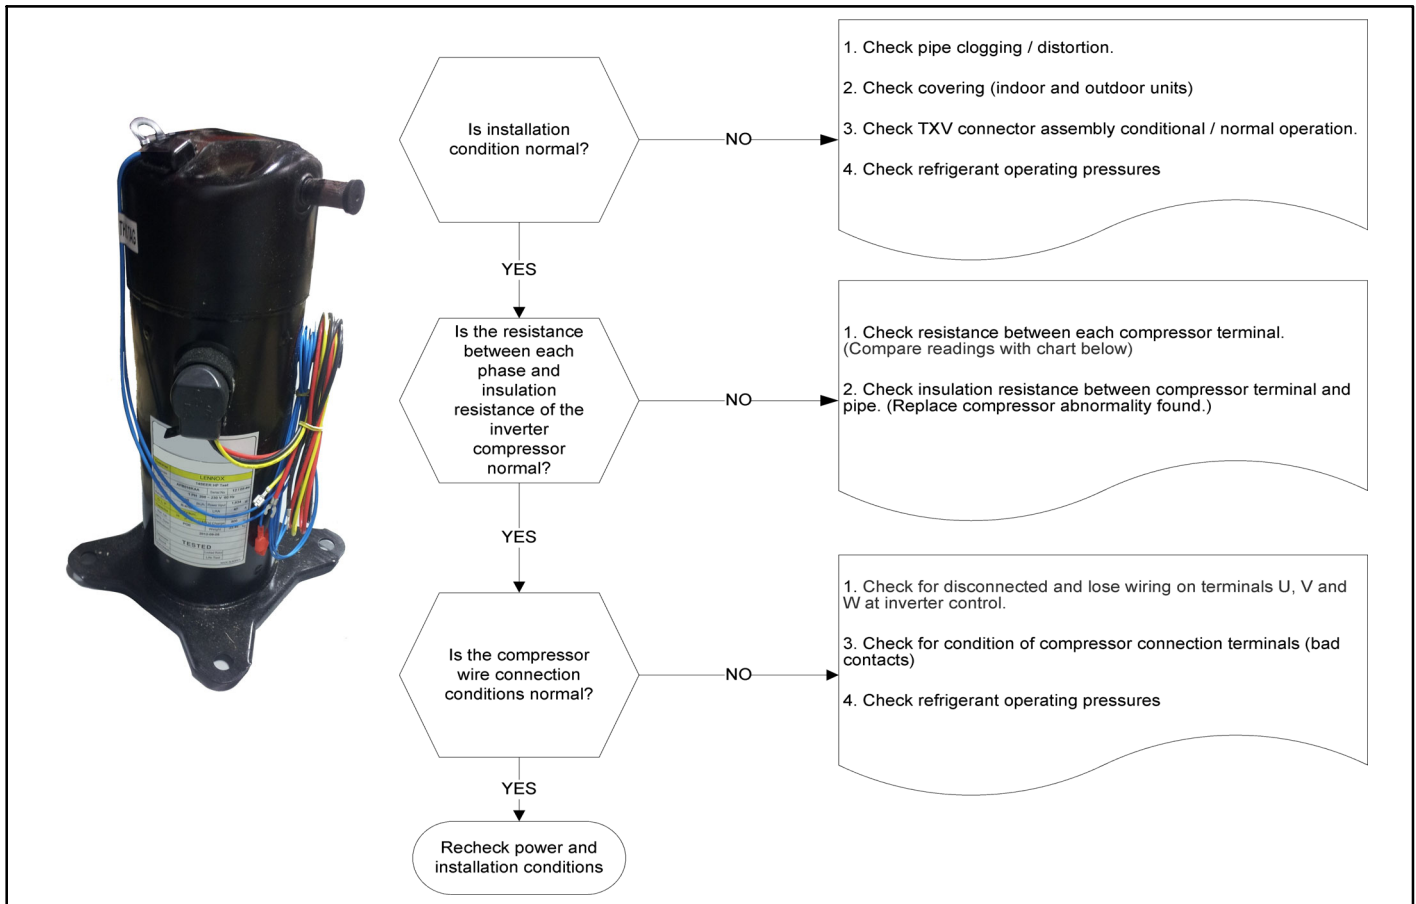 Is installation
condition normal?
NO
1. Check pipe clogging / distortion.
2. Check covering (indoor and outdoor units)
3. Check TXV connector assembly conditional / normal operation.
4. Check refrigerant operating pressures
YES
Is the resistance
between each
phase and
insulation
resistance of the
inverter
compressor
normal?
NO
1. Check resistance between each compressor terminal.
(Compare readings with chart below)
2. Check insulation resistance between compressor terminal and
pipe. (Replace compressor abnormality found.)
YES
Is the compressor
wire connection
conditions normal?
NO
1. Check for disconnected and lose wiring on terminals U, V and
W at inverter control.
3. Check for condition of compressor connection terminals (bad
contacts)
4. Check refrigerant operating pressures
YES
Recheck power and
installation conditions
LENNOX
TESTED